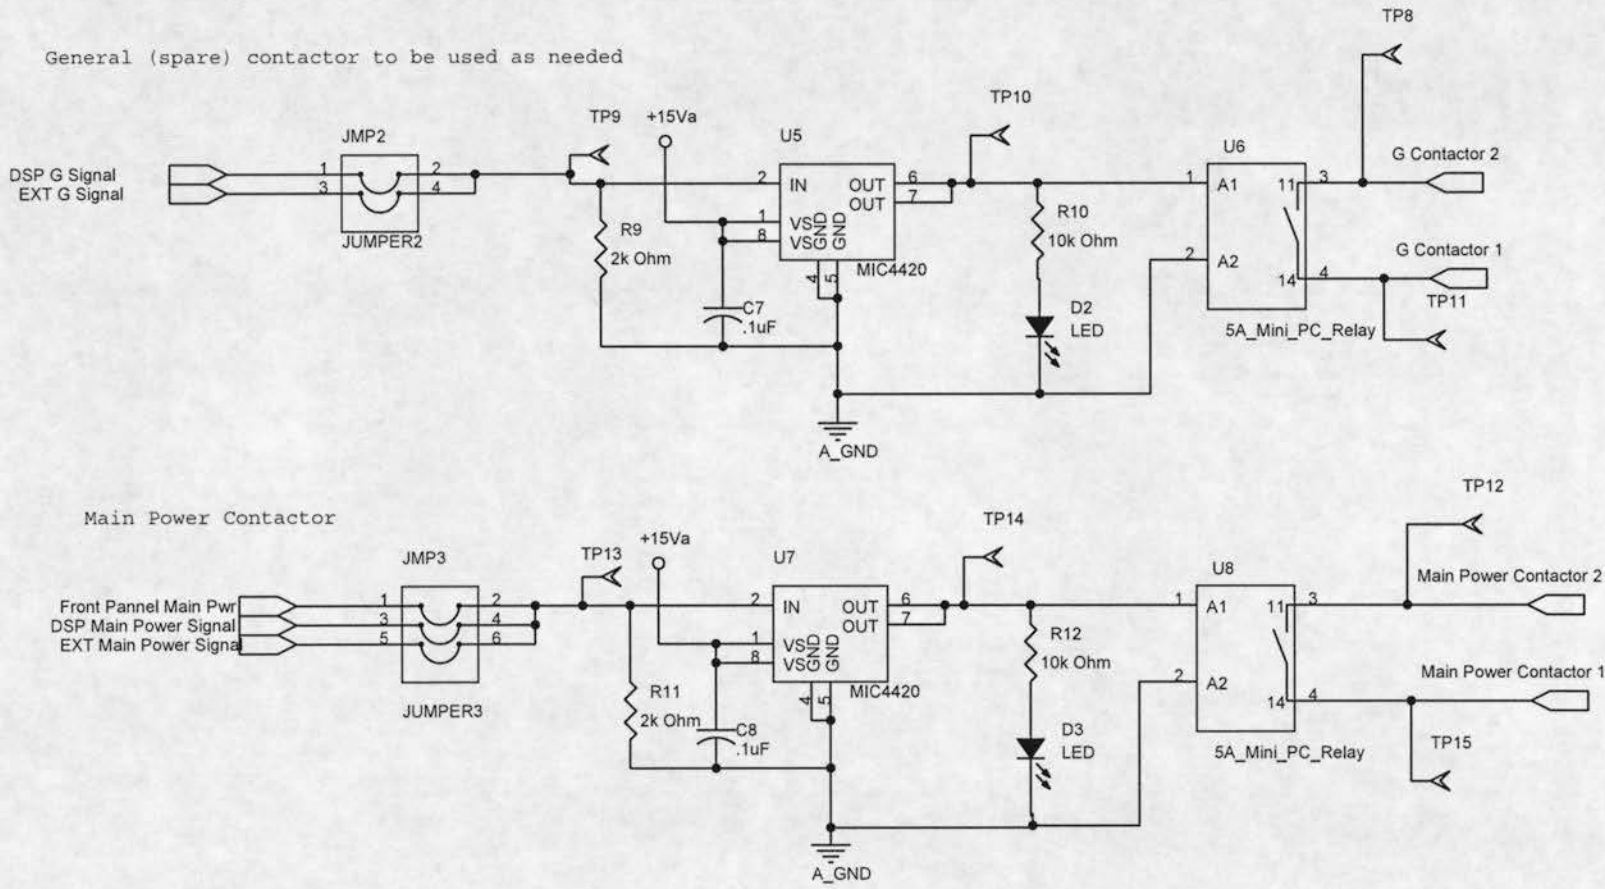 TP8
General (spare) contactor to be used as needed
TP10
TP9
+15Va
JMP2
U5
U6
DSP G Signal
EXT G Signal
1
3
2
4
2
IN
1
VS
8
VS
GND
GND
4
5
OUT
OUT
6
7
1
A1
2
A2
11
3
14
4
G Contactor 2
G Contactor 1
TP11
JUMPER2
R9
2k Ohm
MIC4420
R10
10k Ohm
C7
.1uF
D2
LED
5A_Mini_PC_Relay
A_GND
TP12
Main Power Contactor
TP14
+15Va
TP13
JMP3
U7
U8
Front Pannel Main Pwr
DSP Main Power Signal
EXT Main Power Signal
1
3
5
2
4
6
2
IN
1
VS
8
VS
GND
GND
4
5
OUT
OUT
6
7
1
A1
2
A2
11
3
14
4
Main Power Contactor 2
Main Power Contactor 1
TP15
JUMPER3
R11
2k Ohm
MIC4420
R12
10k Ohm
C8
.1uF
D3
LED
5A_Mini_PC_Relay
A_GND